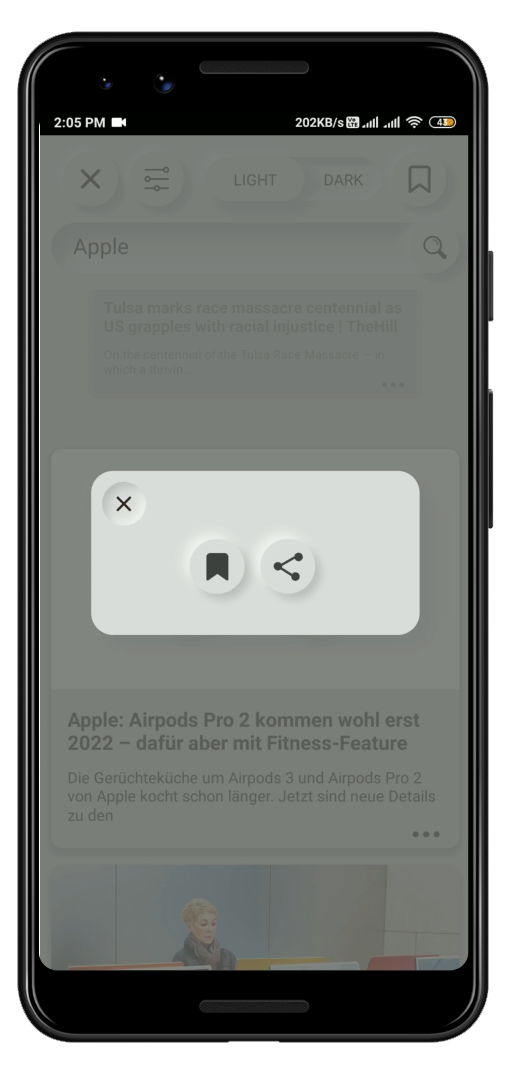 2:05 PM 202KB/s Vo LTE 43
LIGHT DARK
Apple
Tulsa marks race massacre centennial as
US grapples with racial injustice | TheHill
On the centennial of the Tulsa Race Massacre — in
which a thrivin...
Apple: Airpods Pro 2 kommen wohl erst
2022 – dafür aber mit Fitness-Feature
Die Gerüchteküche um Airpods 3 und Airpods Pro 2
von Apple kocht schon länger. Jetzt sind neue Details
zu den